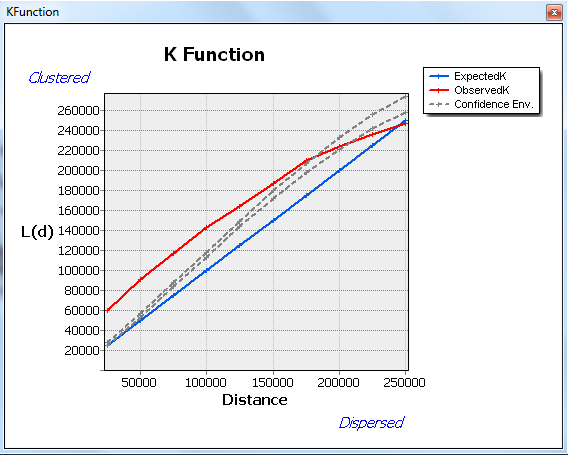 KFunction
K Function
Clustered
ExpectedK
ObservedK
Confidence Env.
260000
240000
220000
200000
180000
160000
140000
120000
100000
80000
60000
40000
20000
L(d)
50000 100000 150000 200000 250000
Distance
Dispersed